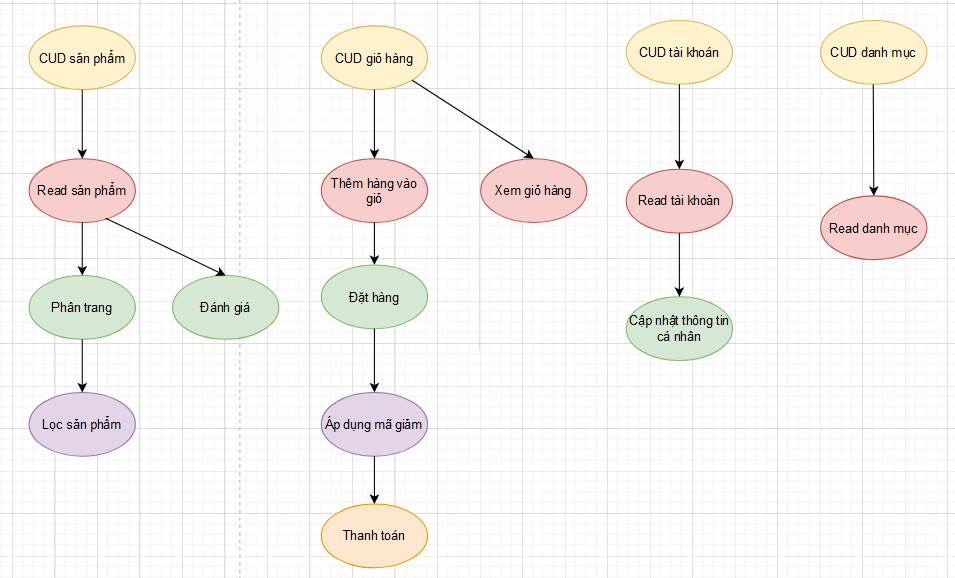 CUD sản phẩm
CUD giỏ hàng
CUD tài khoản
CUD danh mục
Read sản phẩm
Thêm hàng vào
giỏ
Xem giỏ hàng
Read tài khoản
Read danh mục
Phân trang
Đánh giá
Đặt hàng
Cập nhật thông tin
cá nhân
Lọc sản phẩm
Áp dụng mã giảm
Thanh toán